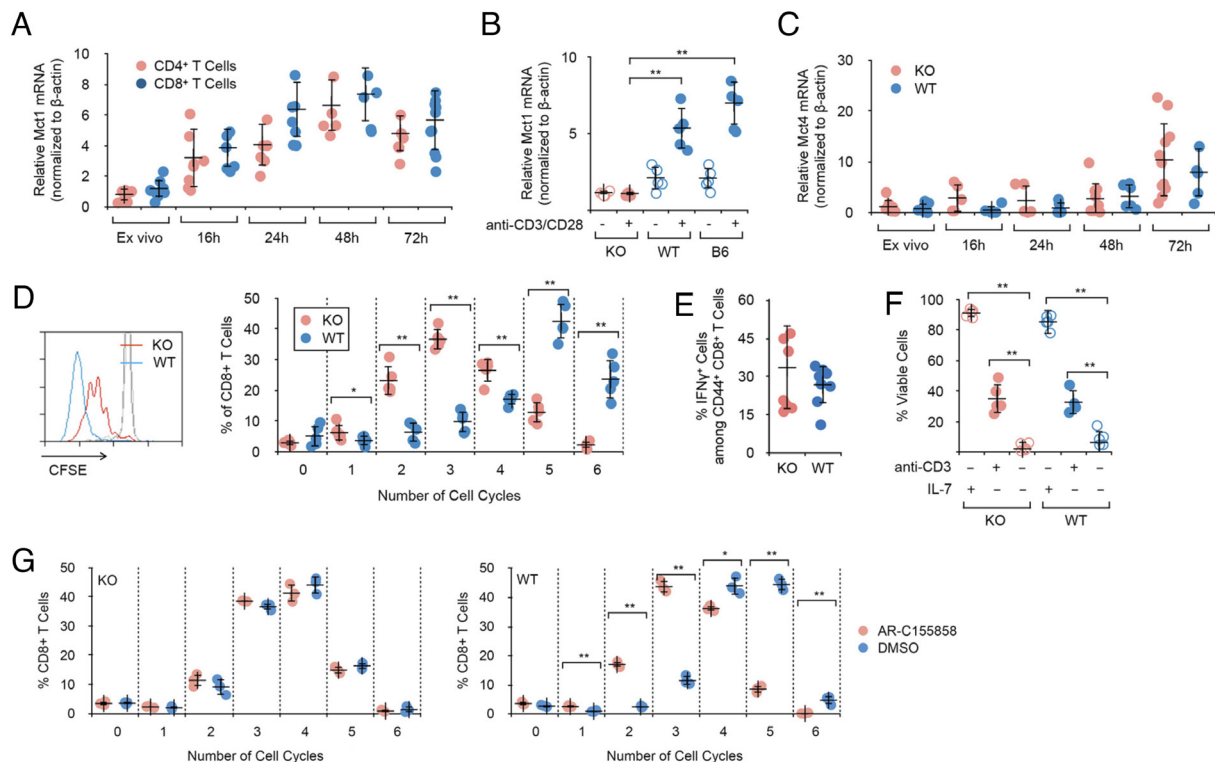 A
Relative Mct1 mRNA
(normalized to β-actin)
10
8
6
4
2
0
CD4+ T Cells
CD8+ T Cells
Ex vivo 16h 24h 48h 72h
B
Relative Mct1 mRNA
(normalized to β-actin)
10
5
0
** **
anti-CD3/CD28 - + - + - +
KO WT B6
C
Relative Mct4 mRNA
(normalized to β-actin)
30
20
10
0
KO
WT
Ex vivo 16h 24h 48h 72h
D
KO
WT
CFSE
% of CD8+ T Cells
50
40
30
20
10
0
KO
WT
* ** ** ** ** **
0 1 2 3 4 5 6
Number of Cell Cycles
E
% IFNγ+ Cells
among CD44+ CD8+ T Cells
60
45
30
15
0
KO WT
F
% Viable Cells
100
80
60
40
20
0
** ** ** **
anti-CD3 – + – – + –
IL-7 + – – + – –
KO WT
G
KO
% CD8+ T Cells
50
40
30
20
10
0
0 1 2 3 4 5 6
Number of Cell Cycles
WT
% CD8+ T Cells
50
40
30
20
10
0
** ** ** * ** **
0 1 2 3 4 5 6
Number of Cell Cycles
AR-C155858
DMSO